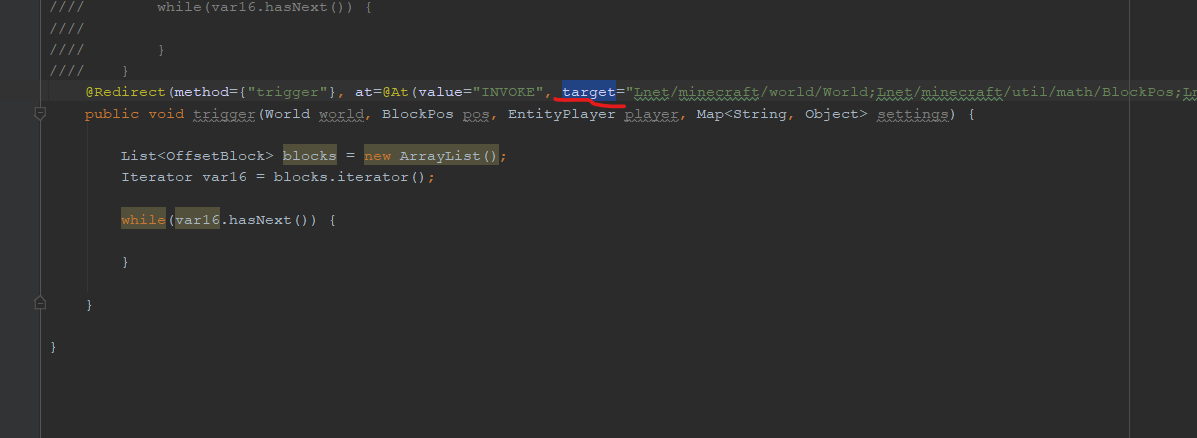 ////         while(var16.hasNext()) {
////
////         }
////     }
@Redirect(method={"trigger"}, at=@At(value="INVOKE", target="Lnet/minecraft/world/World;Lnet/minecraft/util/math/BlockPos;Ln
public void trigger(World world, BlockPos pos, EntityPlayer player, Map<String, Object> settings) {
List<OffsetBlock> blocks = new ArrayList();
Iterator var16 = blocks.iterator();
while(var16.hasNext()) {
}
}
}